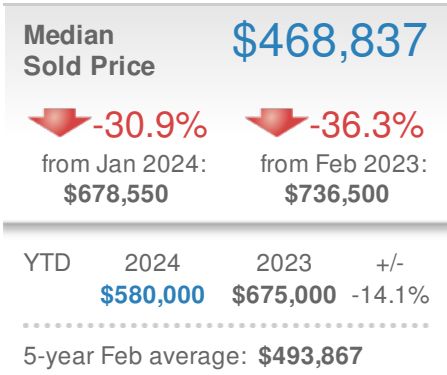 Median
Sold Price
$468,837
-30.9% -36.3%
from Jan 2024: from Feb 2023:
$678,550 $736,500
YTD 2024 2023 +/-
$580,000 $675,000 -14.1%
5-year Feb average: $493,867